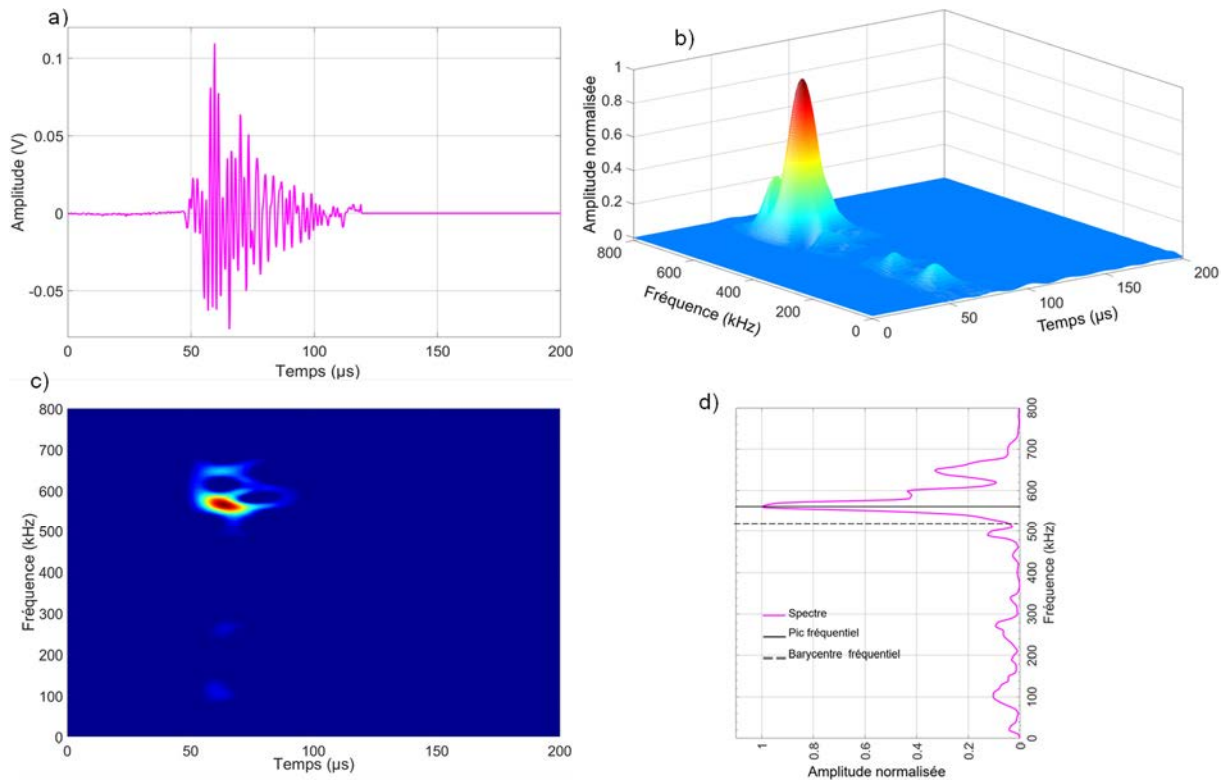 a)
0.1
0.05
0
-0.05
Amplitude (V)
0 50 100 150 200
Temps (µs)
b)
1
0.8
0.6
0.4
0.2
0
Amplitude normalisée
800 600 400 200 0
Fréquence (kHz)
0 50 100 150 200
Temps (µs)
c)
800
700
600
500
400
300
200
100
0
Fréquence (kHz)
0 50 100 150 200
Temps (µs)
d)
800
700
600
500
400
300
200
100
0
Fréquence (kHz)
Spectre
Pic fréquentiel
Barycentre fréquentiel
1 0.8 0.6 0.4 0.2 0
Amplitude normalisée